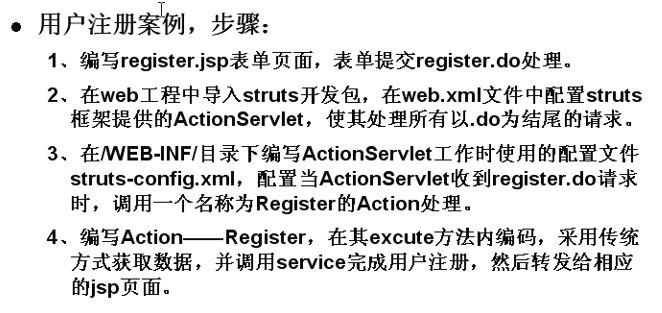 ● 用户注册案例，步骤：
1、编写register.jsp表单页面，表单提交register.do处理。
2、在web工程中导入struts开发包，在web.xml文件中配置struts
框架提供的ActionServlet，使其处理所有以.do为结尾的请求。
3、在/WEB-INF/目录下编写ActionServlet工作时使用的配置文件
struts-config.xml，配置当ActionServlet收到register.do请求
时，调用一个名称为Register的Action处理。
4、编写Action——Register，在其excute方法内编码，采用传统
方式获取数据，并调用service完成用户注册，然后转发给相应
的jsp页面。